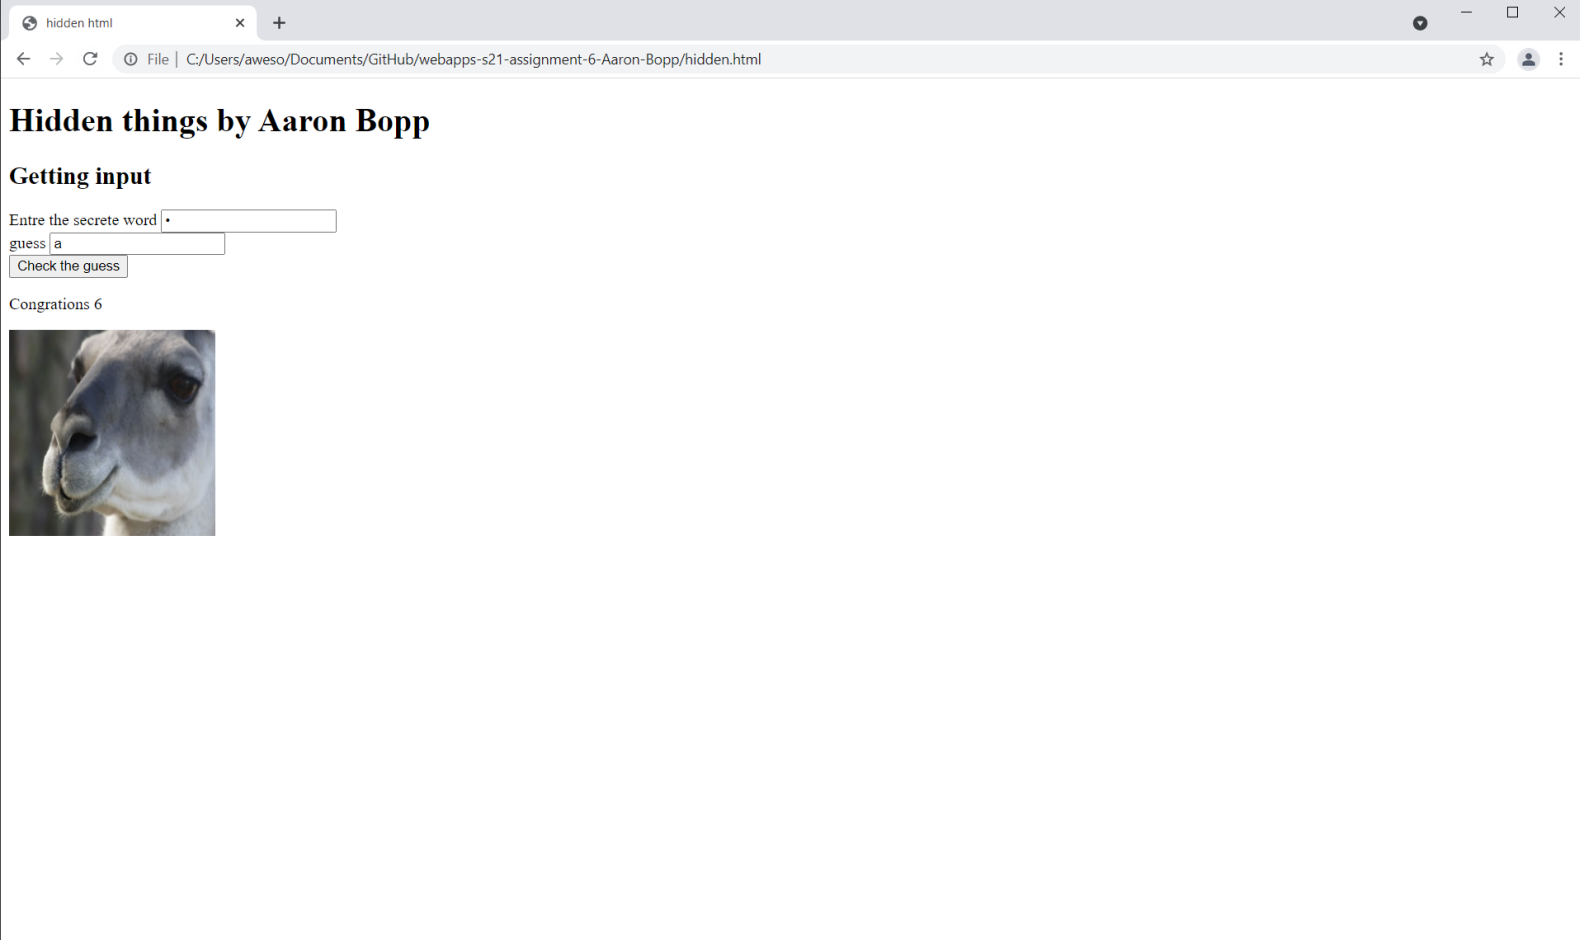 hidden html
File | C:/Users/aweso/Documents/GitHub/webapps-s21-assignment-6-Aaron-Bopp/hidden.html
Hidden things by Aaron Bopp
Getting input
Entre the secrete word •
guess a
Check the guess
Congrations 6